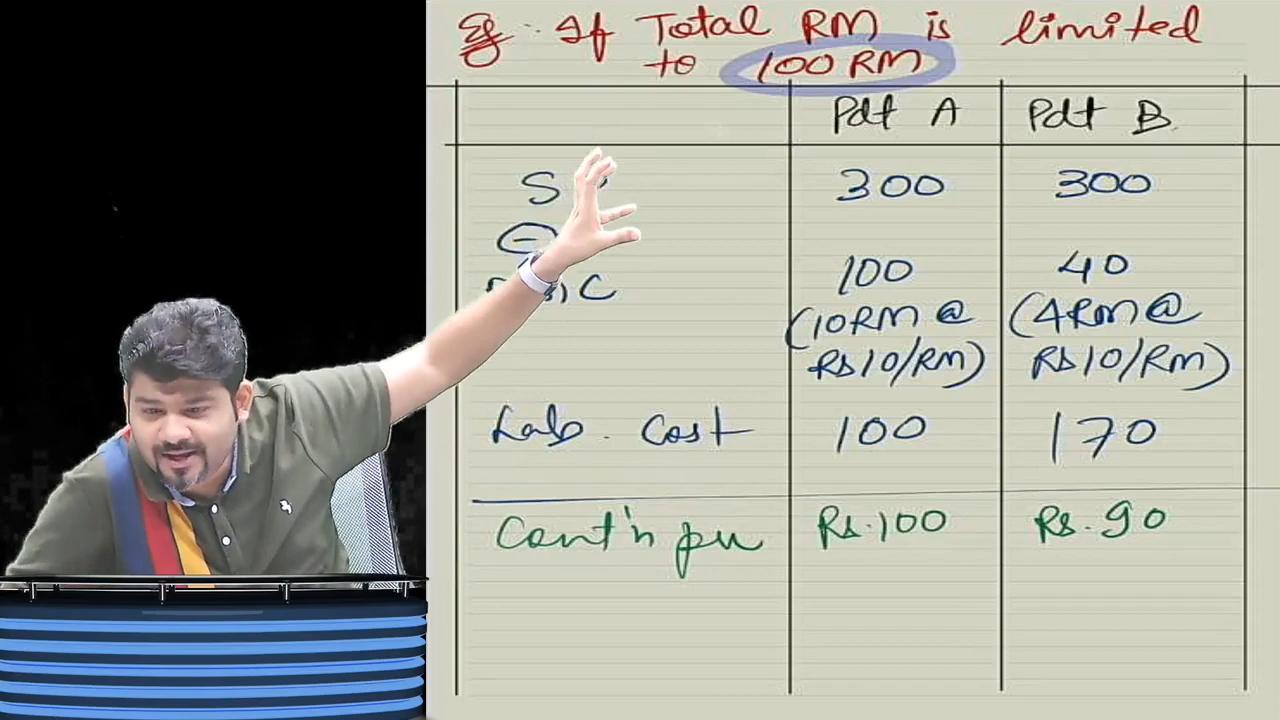 Eg. If Total RM is limited
to 100 RM
Pdt A Pdt B
S 300 300
(-)
C 100 40
(10RM @ (4RM @
Rs10/RM) Rs10/RM)
Lab. Cost 100 170
Cont'n pu Rs.100 Rs.90